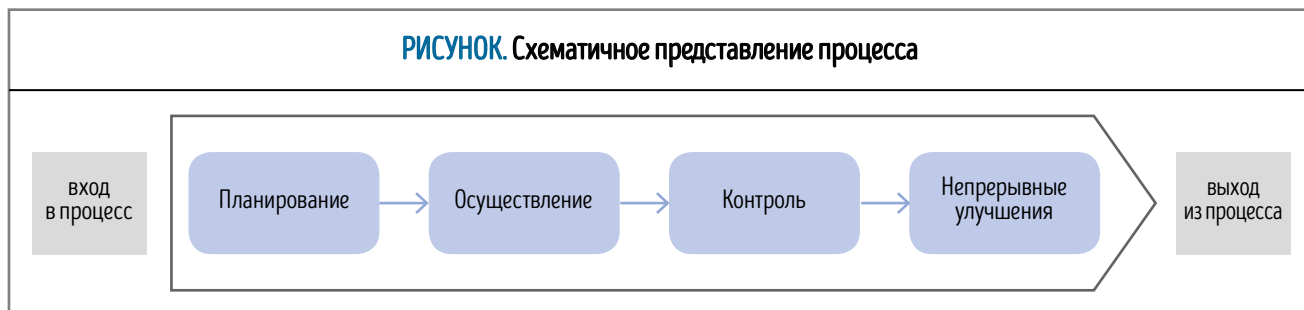 РИСУНОК. Схематичное представление процесса
вход
в процесс
Планирование
Осуществление
Контроль
Непрерывные
улучшения
выход
из процесса